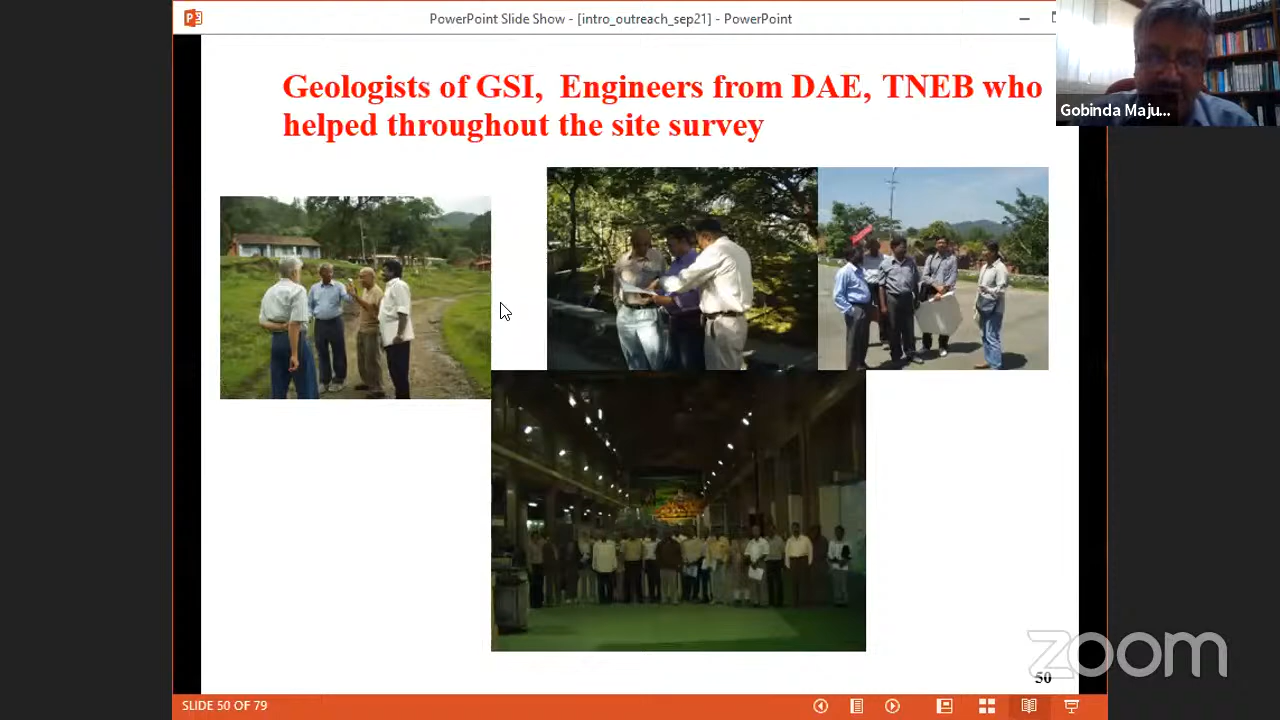 PowerPoint Slide Show - [intro_outreach_sep21] - PowerPoint
Geologists of GSI, Engineers from DAE, TNEB who
helped throughout the site survey
Gobinda Maju...
zoom
50
SLIDE 50 OF 79